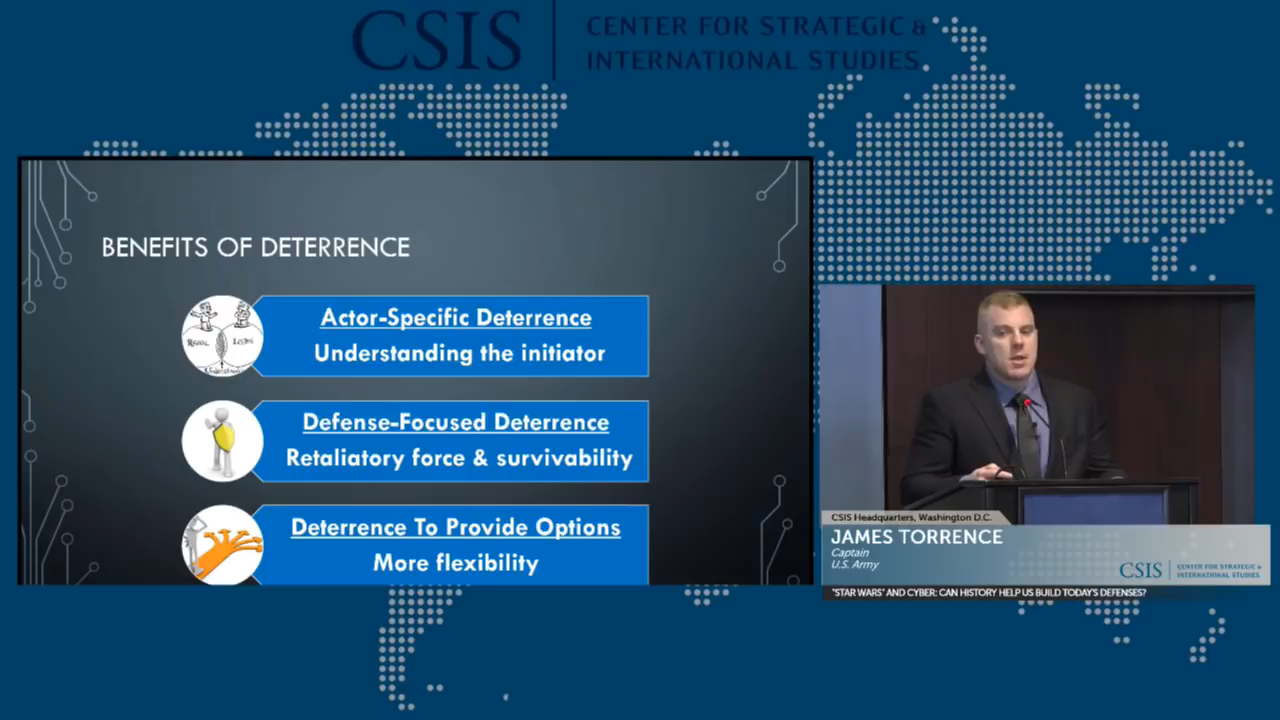 CSIS
CENTER FOR STRATEGIC &
INTERNATIONAL STUDIES
BENEFITS OF DETERRENCE
Actor-Specific Deterrence
Understanding the initiator
Defense-Focused Deterrence
Retaliatory force & survivability
Deterrence To Provide Options
More flexibility
CSIS Headquarters, Washington D.C.
JAMES TORRENCE
Captain
U.S. Army
CSIS
CENTER FOR STRATEGIC &
INTERNATIONAL STUDIES
"STAR WARS" AND CYBER: CAN HISTORY HELP US BUILD TODAY'S DEFENSES?